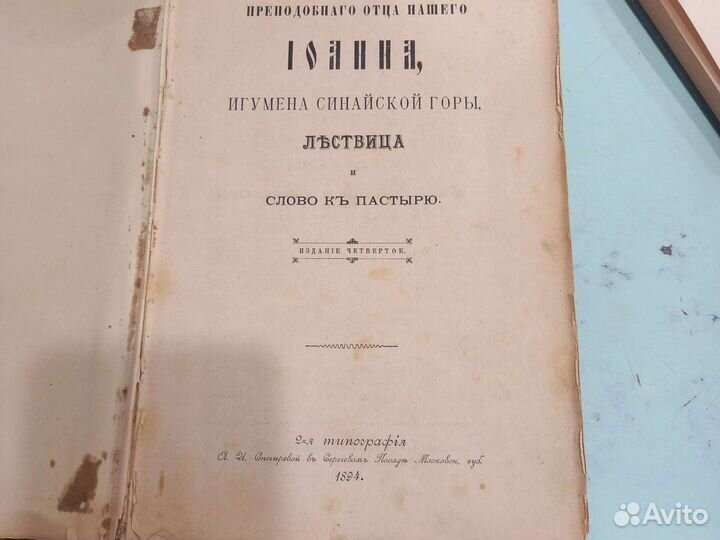 ПРЕПОДОБНАГО ОТЦА НАШЕГО
ІОАННА,
ИГУМЕНА СИНАЙСКОЙ ГОРЫ,
ЛѢСТВИЦА
и
СЛОВО КЪ ПАСТЫРЮ.
ИЗДАНІЕ ЧЕТВЕРТОЕ.
2-я типографія
А. И. Снегиревой въ Сергіевомъ Посадѣ Московск. губ.
1894.
Avito